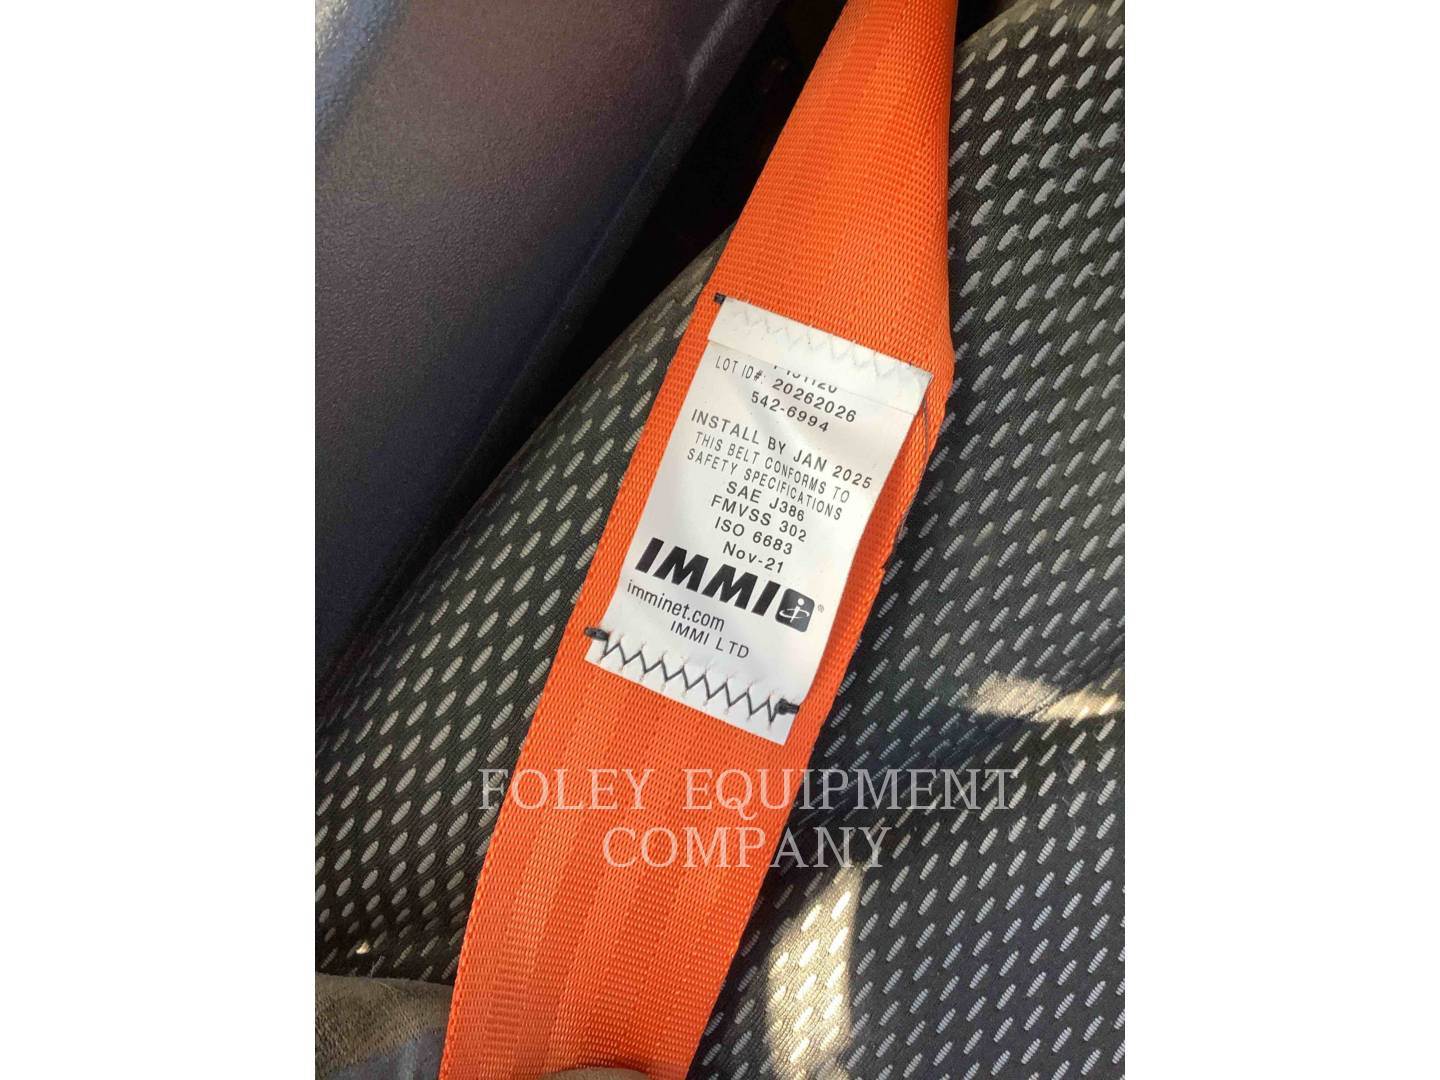 LOT ID#: 20262026
542-6994
INSTALL BY JAN 2025
THIS BELT CONFORMS TO
SAFETY SPECIFICATIONS
SAE J386
FMVSS 302
ISO 6683
Nov-21
IMMI ®
imminet.com
IMMI LTD
FOLEY EQUIPMENT
COMPANY